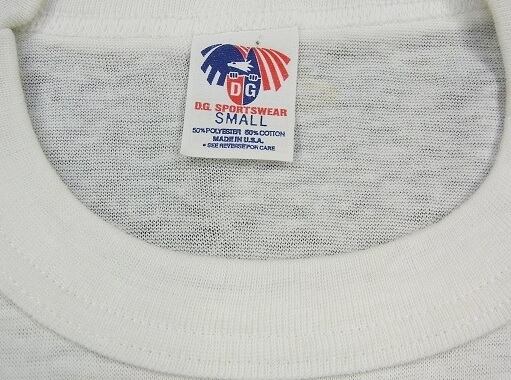 DG
D.G. SPORTSWEAR
SMALL
50% POLYESTER 50% COTTON
MADE IN U.S.A.
* SEE REVERSE FOR CARE